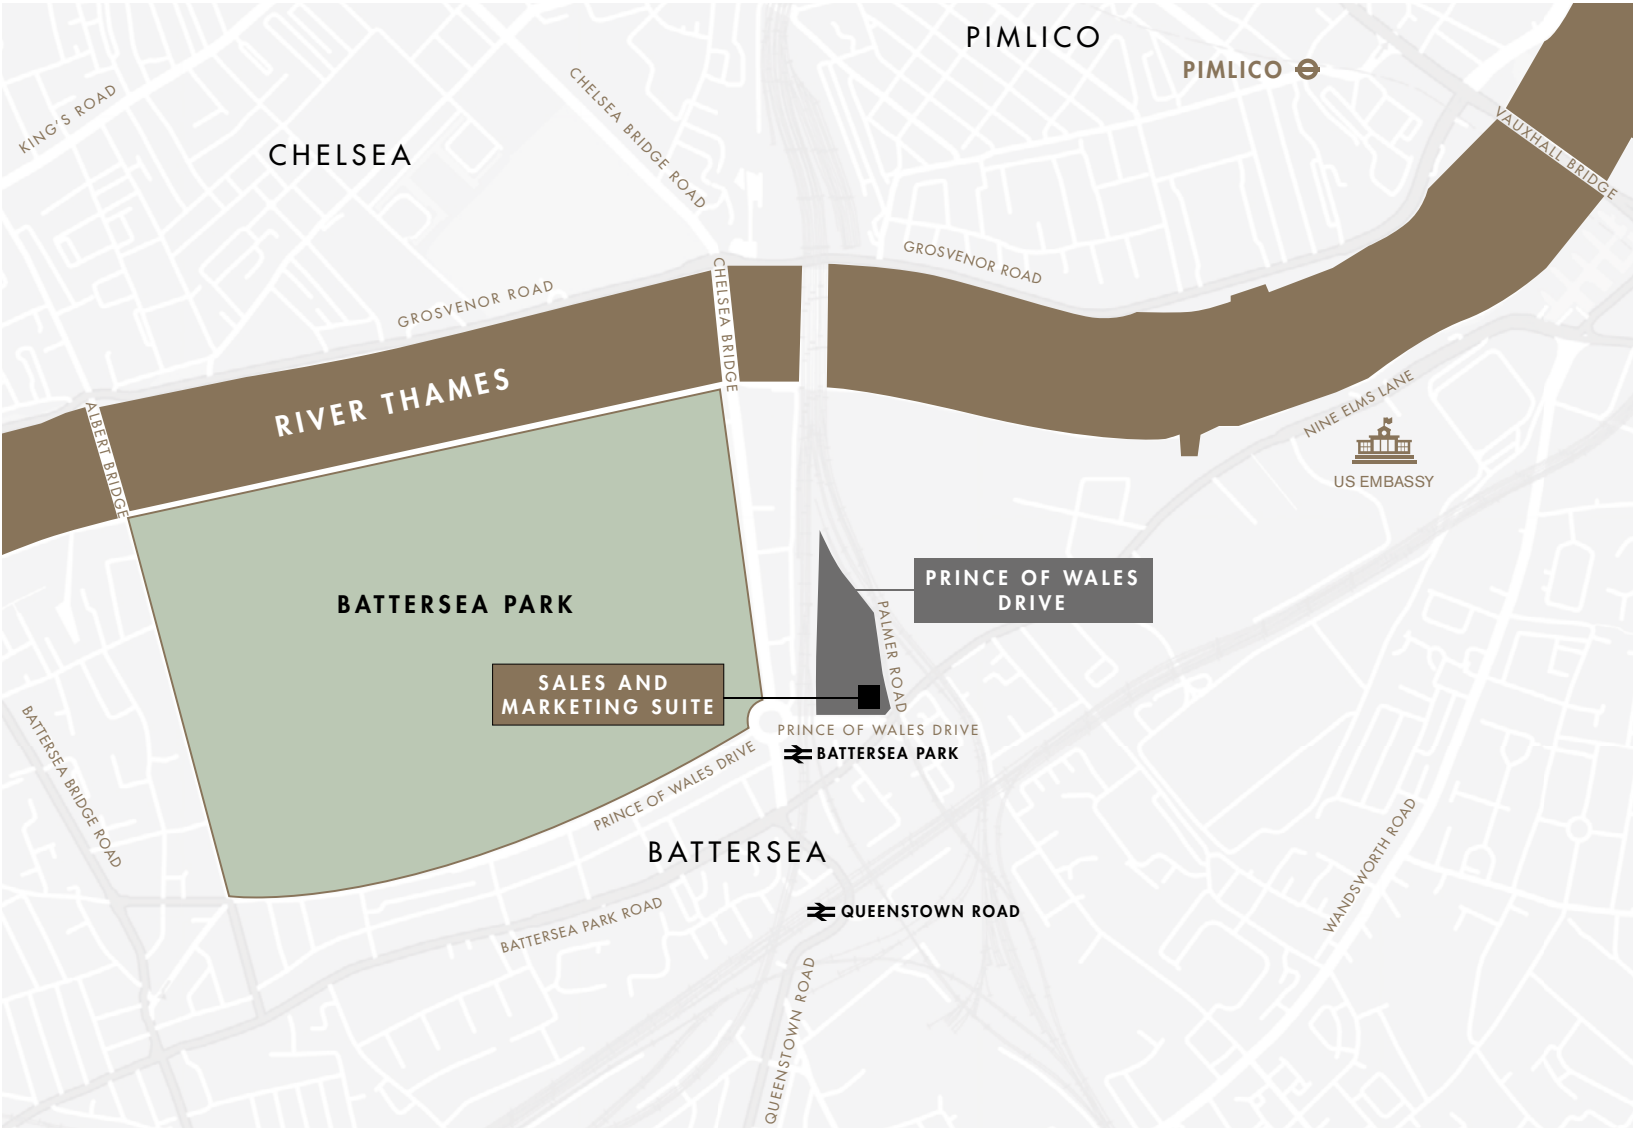 PIMLICO
PIMLICO
KING'S ROAD
CHELSEA BRIDGE ROAD
VAUXHALL BRIDGE
CHELSEA
GROSVENOR ROAD
GROSVENOR ROAD
CHELSEA BRIDGE
RIVER THAMES
ALBERT BRIDGE
NINE ELMS LANE
US EMBASSY
BATTERSEA PARK
PRINCE OF WALES
DRIVE
PALMER ROAD
SALES AND
MARKETING SUITE
PRINCE OF WALES DRIVE
BATTERSEA PARK
PRINCE OF WALES DRIVE
BATTERSEA BRIDGE ROAD
BATTERSEA
WANDSWORTH ROAD
QUEENSTOWN ROAD
BATTERSEA PARK ROAD
QUEENSTOWN ROAD